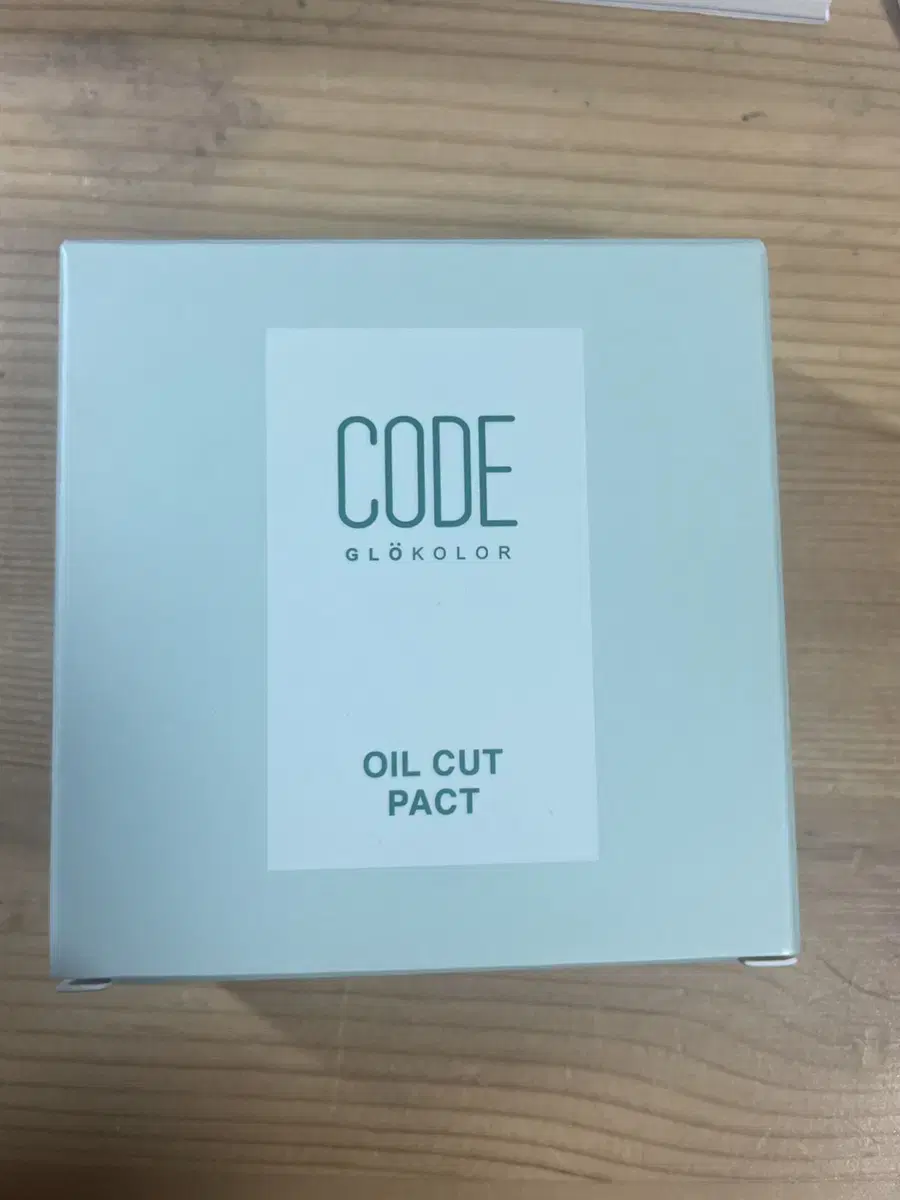 CODE
GLÖKOLOR
OIL CUT
PACT